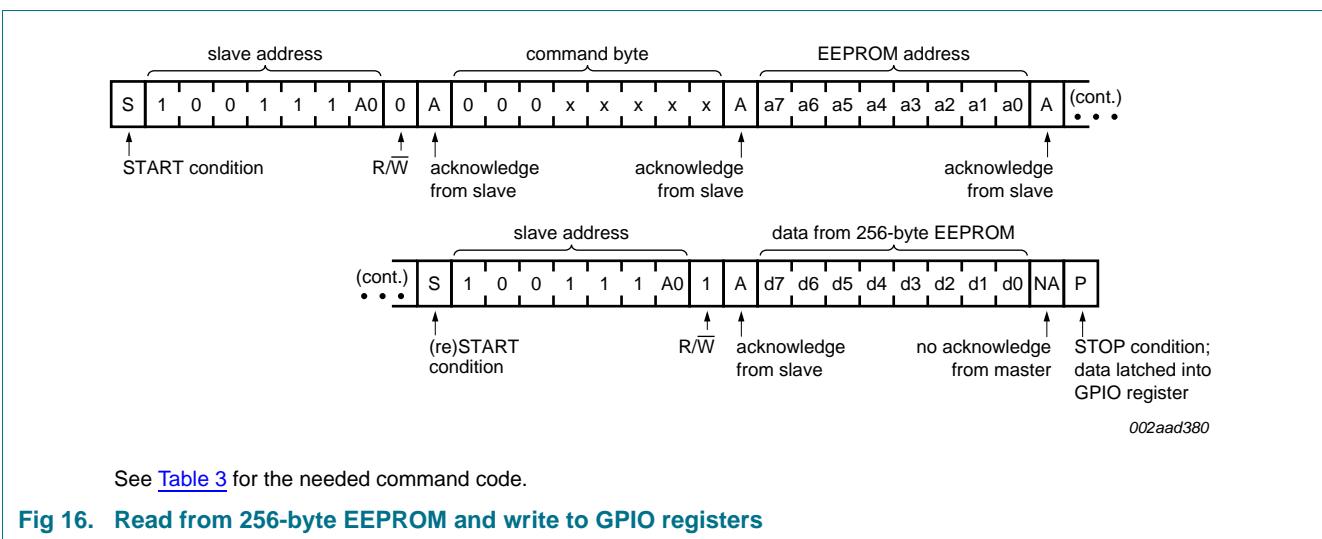 slave address command byte EEPROM address
S 1 0 0 1 1 1 A0 0 A 0 0 0 x x x x x A a7 a6 a5 a4 a3 a2 a1 a0 A (cont.)
START condition R/W̅ acknowledge from slave acknowledge from slave acknowledge from slave
slave address data from 256-byte EEPROM
(cont.) S 1 0 0 1 1 1 A0 1 A d7 d6 d5 d4 d3 d2 d1 d0 NA P
(re)START condition R/W̅ acknowledge from slave no acknowledge from master STOP condition; data latched into GPIO register
002aad380
See Table 3 for the needed command code.
Fig 16. Read from 256-byte EEPROM and write to GPIO registers